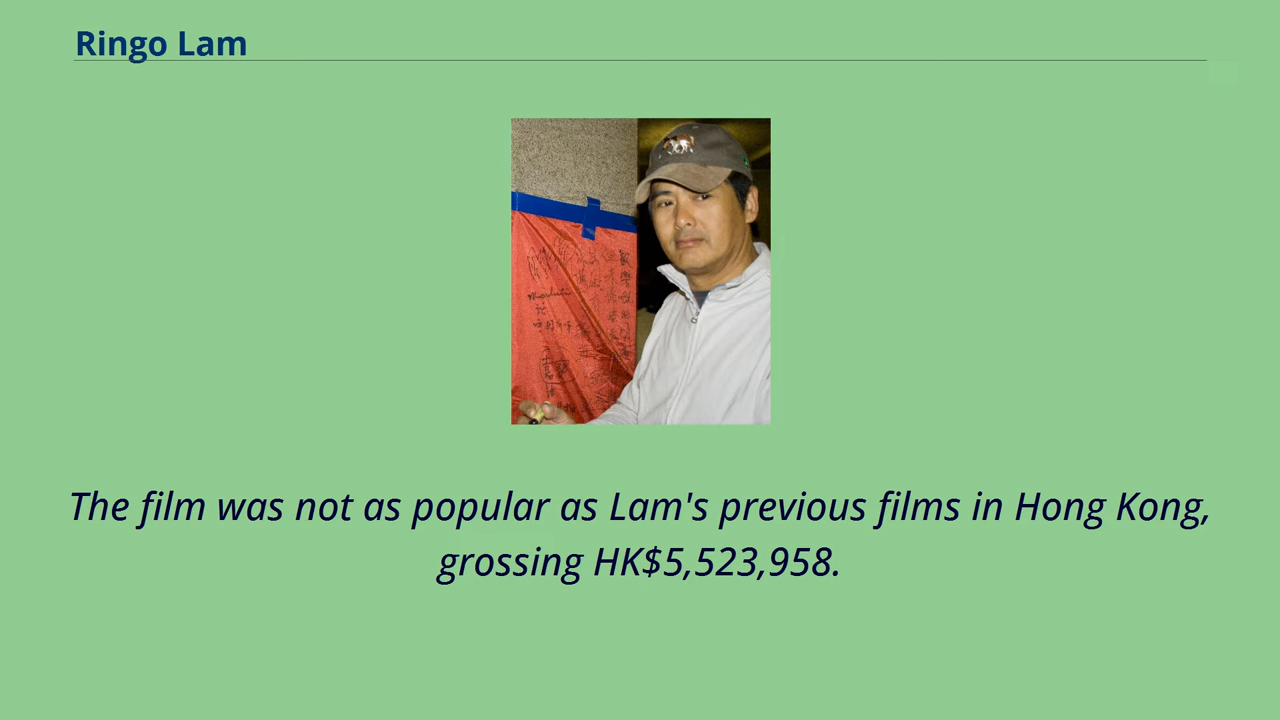 Ringo Lam
The film was not as popular as Lam's previous films in Hong Kong,
grossing HK$5,523,958.